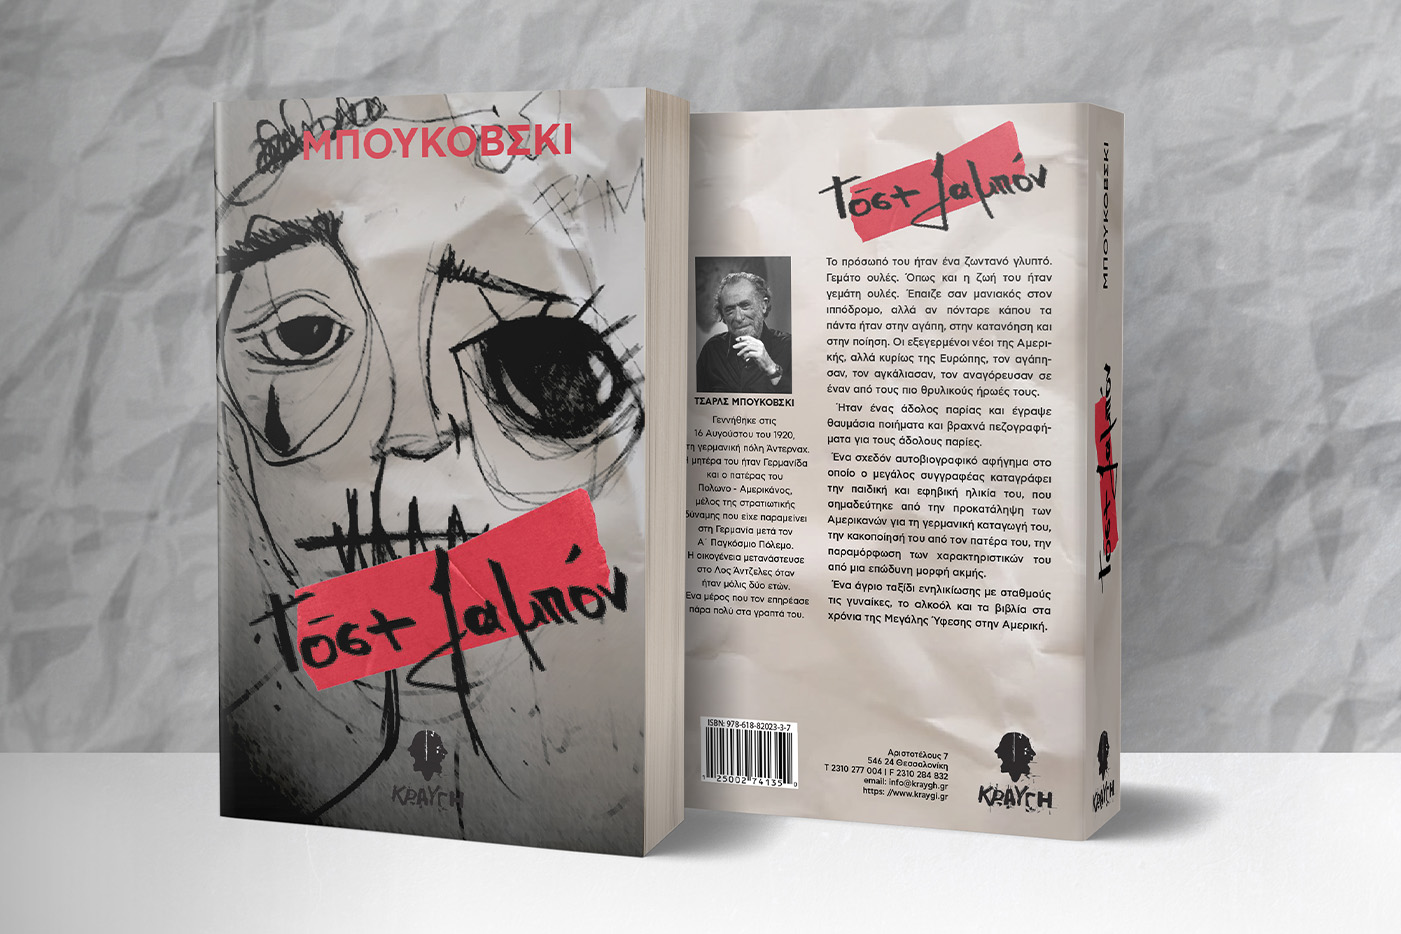 ΜΠΟΥΚΟΒΣΚΙ
Τόστ Ζαμπόν
KRAYGH
Τόστ Ζαμπόν
Το πρόσωπό του ήταν ένα ζωντανό γλυπτό.
Γεμάτο ουλές. Όπως και η ζωή του ήταν
γεμάτη ουλές. Έπαιζε σαν μανιακός στον
ιππόδρομο, αλλά αν πόνταρε κάπου τα
πάντα ήταν στην αγάπη, στην κατανόηση και
στην ποίηση. Οι εξεγερμένοι νέοι της Αμερι-
κής, αλλά κυρίως της Ευρώπης, τον αγάπη-
σαν, τον αγκάλιασαν, τον αναγόρευσαν σε
έναν από τους πιο θρυλικούς ήρωές τους.
Ήταν ένας άδολος παρίας και έγραψε
θαυμάσια ποιήματα και βραχνά πεζογραφή-
ματα για τους άδολους παρίες.
Ένα σχεδόν αυτοβιογραφικό αφήγημα στο
οποίο ο μεγάλος συγγραφέας καταγράφει
την παιδική και εφηβική ηλικία του, που
σημαδεύτηκε από την προκατάληψη των
Αμερικανών για τη γερμανική καταγωγή του,
την κακοποίησή του από τον πατέρα του, την
παραμόρφωση των χαρακτηριστικών του
από μια επώδυνη μορφή ακμής.
Ένα άγριο ταξίδι ενηλικίωσης με σταθμούς
τις γυναίκες, το αλκοόλ και τα βιβλία στα
χρόνια της Μεγάλης Ύφεσης στην Αμερική.
ΤΣΑΡΛΣ ΜΠΟΥΚΟΒΣΚΙ
Γεννήθηκε στις
16 Αυγούστου του 1920,
τη γερμανική πόλη Άντερναχ.
μητέρα του ήταν Γερμανίδα
και ο πατέρας του
Πολωνο - Αμερικάνος,
μέλος της στρατιωτικής
δύναμης που είχε παραμείνει
στη Γερμανία μετά τον
Α΄ Παγκόσμιο Πόλεμο.
Η οικογένεια μετανάστευσε
στο Λος Άντζελες όταν
ήταν μόλις δύο ετών.
Ένα μέρος που τον επηρέασε
πάρα πολύ στα γραπτά του.
ISBN: 978-618-82023-3-7
1 25002 74135 0
Αριστοτέλους 7
546 24 Θεσσαλονίκη
T 2310 277 004 | F 2310 284 832
email: info@kraygh.gr
https: //www.kraygi.gr
KRAYGH
ΜΠΟΥΚΟΒΣΚΙ
Τόστ Ζαμπόν
KRAYGH